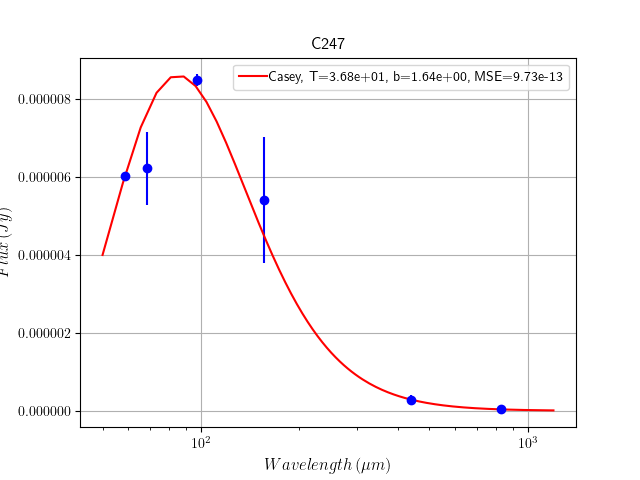 C247
Casey, T=3.68e+01, b=1.64e+00, MSE=9.73e-13
0.000008
0.000006
0.000004
0.000002
0.000000
Flux (Jy)
10²
10³
Wavelength (μm)